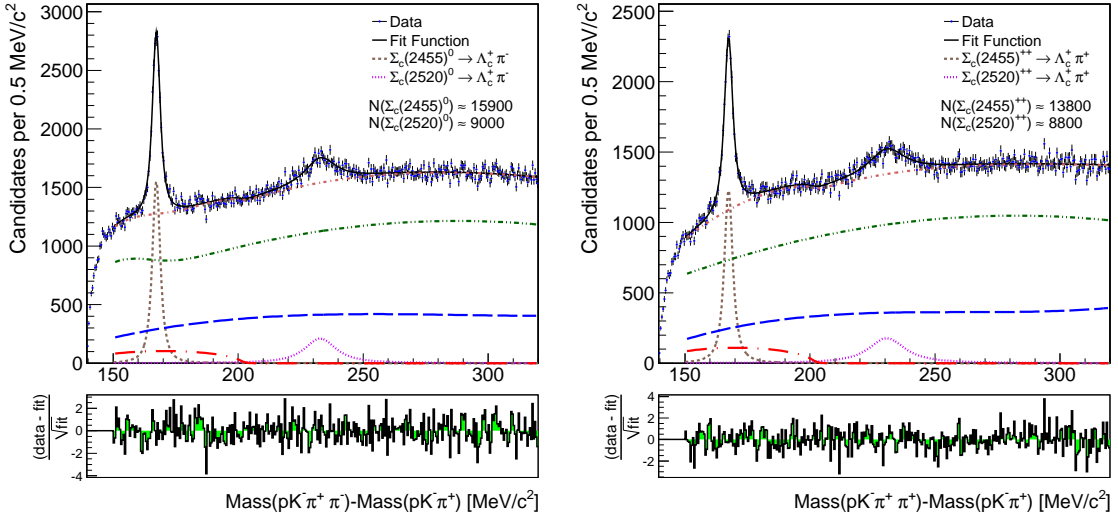 Candidates per 0.5 MeV/c²
3000
2500
2000
1500
1000
500
0
Data
Fit Function
Σc(2455)⁰ → Λc⁺ π⁻
Σc(2520)⁰ → Λc⁺ π⁻
N(Σc(2455)⁰) ≈ 15900
N(Σc(2520)⁰) ≈ 9000
150 200 250 300
(data - fit)
√fit
2
0
-2
-4
Mass(pK⁻π⁺ π⁻)-Mass(pK⁻π⁺) [MeV/c²]
Candidates per 0.5 MeV/c²
2500
2000
1500
1000
500
0
Data
Fit Function
Σc(2455)⁺⁺ → Λc⁺ π⁺
Σc(2520)⁺⁺ → Λc⁺ π⁺
N(Σc(2455)⁺⁺) ≈ 13800
N(Σc(2520)⁺⁺) ≈ 8800
150 200 250 300
(data - fit)
√fit
4
2
0
-2
Mass(pK⁻π⁺ π⁺)-Mass(pK⁻π⁺) [MeV/c²]